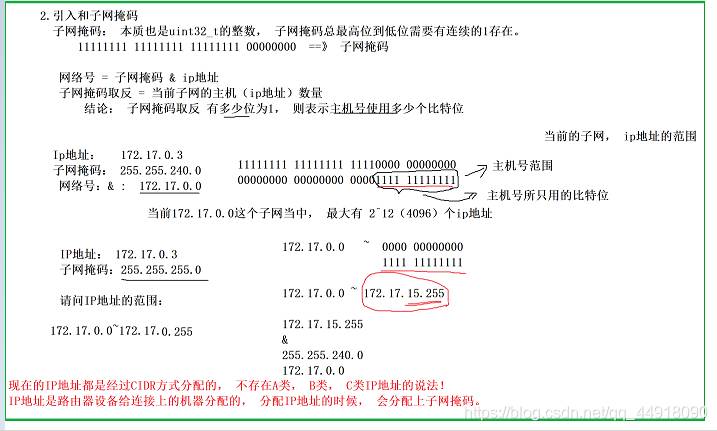 2.引入和子网掩码
子网掩码： 本质也是uint32_t的整数， 子网掩码总最高位到低位需要有连续的1存在。
11111111 11111111 11111111 00000000 ==》 子网掩码
网络号 = 子网掩码 & ip地址
子网掩码取反 = 当前子网的主机（ip地址）数量
结论： 子网掩码取反 有多少位为1， 则表示主机号使用多少个比特位
当前的子网， ip地址的范围
Ip地址： 172.17.0.3
11111111 11111111 11110000 00000000
主机号范围
子网掩码： 255.255.240.0
00000000 00000000 00001111 11111111
网络号：& : 172.17.0.0
主机号所只用的比特位
当前172.17.0.0这个子网当中， 最大有 2^12（4096）个ip地址
IP地址： 172.17.0.3
172.17.0.0 ~ 0000 00000000
子网掩码：255.255.255.0
1111 11111111
请问IP地址的范围：
172.17.0.0 ~ 172.17.15.255
172.17.0.0~172.17.0.255
172.17.15.255
&
255.255.240.0
172.17.0.0
现在的IP地址都是经过CIDR方式分配的， 不存在A类， B类， C类IP地址的说法！
IP地址是路由器设备给连接上的机器分配的， 分配IP地址的时候， 会分配上子网掩码。
https://blog.csdn.net/qq_44918090